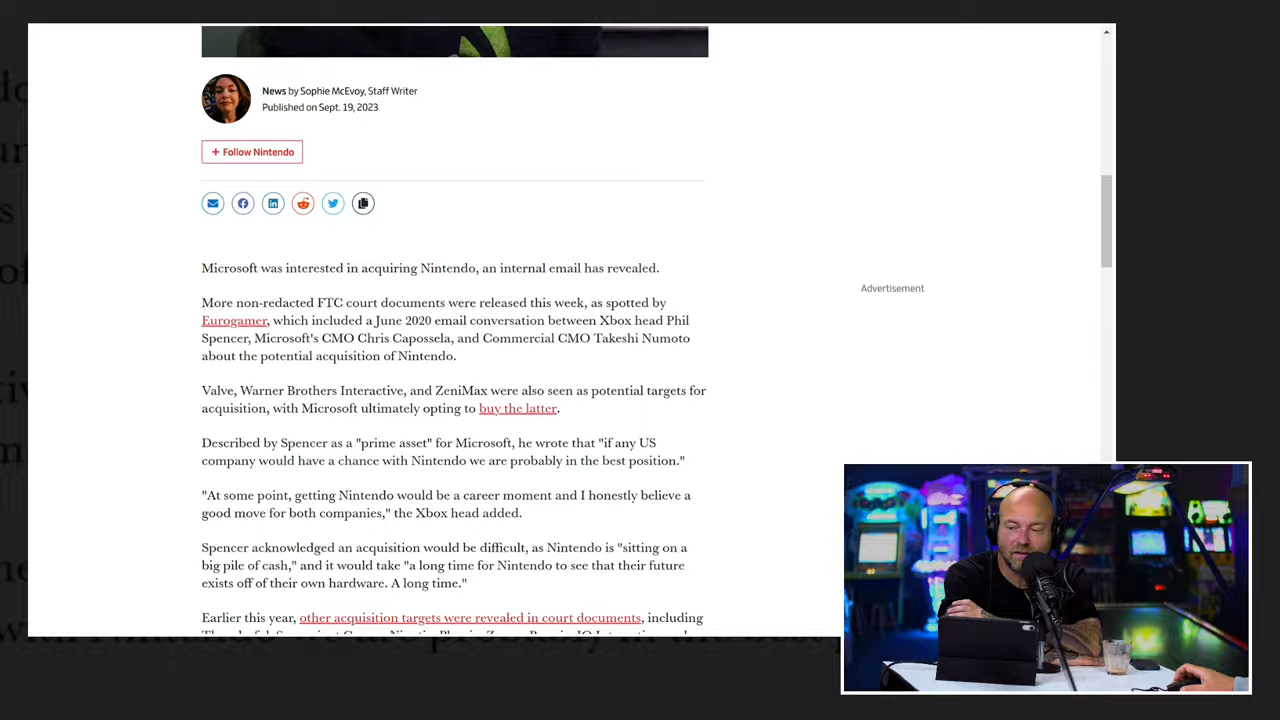 News by Sophie McEvoy, Staff Writer
Published on Sept. 19, 2023
+ Follow Nintendo
Microsoft was interested in acquiring Nintendo, an internal email has revealed.
More non-redacted FTC court documents were released this week, as spotted by
Eurogamer, which included a June 2020 email conversation between Xbox head Phil
Spencer, Microsoft's CMO Chris Capossela, and Commercial CMO Takeshi Numoto
about the potential acquisition of Nintendo.
Advertisement
Valve, Warner Brothers Interactive, and ZeniMax were also seen as potential targets for
acquisition, with Microsoft ultimately opting to buy the latter.
Described by Spencer as a "prime asset" for Microsoft, he wrote that "if any US
company would have a chance with Nintendo we are probably in the best position."
"At some point, getting Nintendo would be a career moment and I honestly believe a
good move for both companies," the Xbox head added.
Spencer acknowledged an acquisition would be difficult, as Nintendo is "sitting on a
big pile of cash," and it would take "a long time for Nintendo to see that their future
exists off of their own hardware. A long time."
Earlier this year, other acquisition targets were revealed in court documents, including